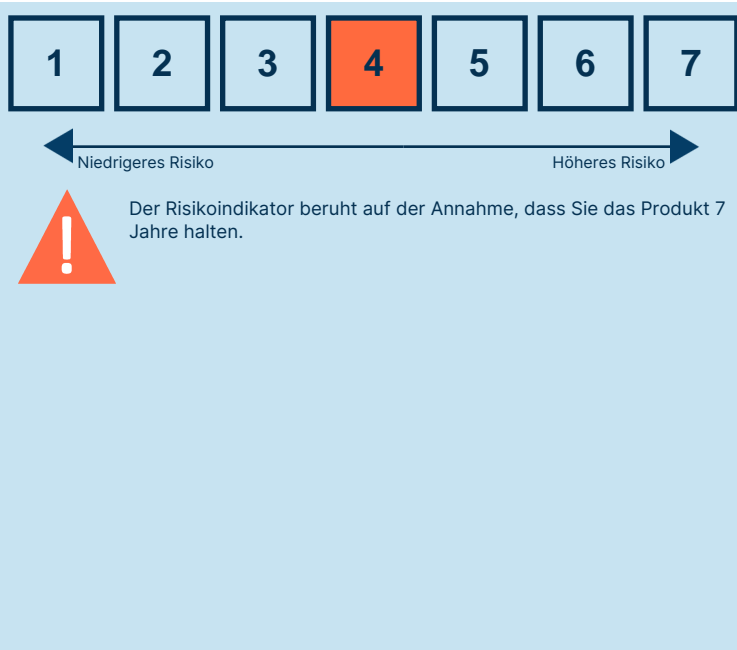 1 2 3 4 5 6 7
Niedrigeres Risiko Höheres Risiko
Der Risikoindikator beruht auf der Annahme, dass Sie das Produkt 7
Jahre halten.
!